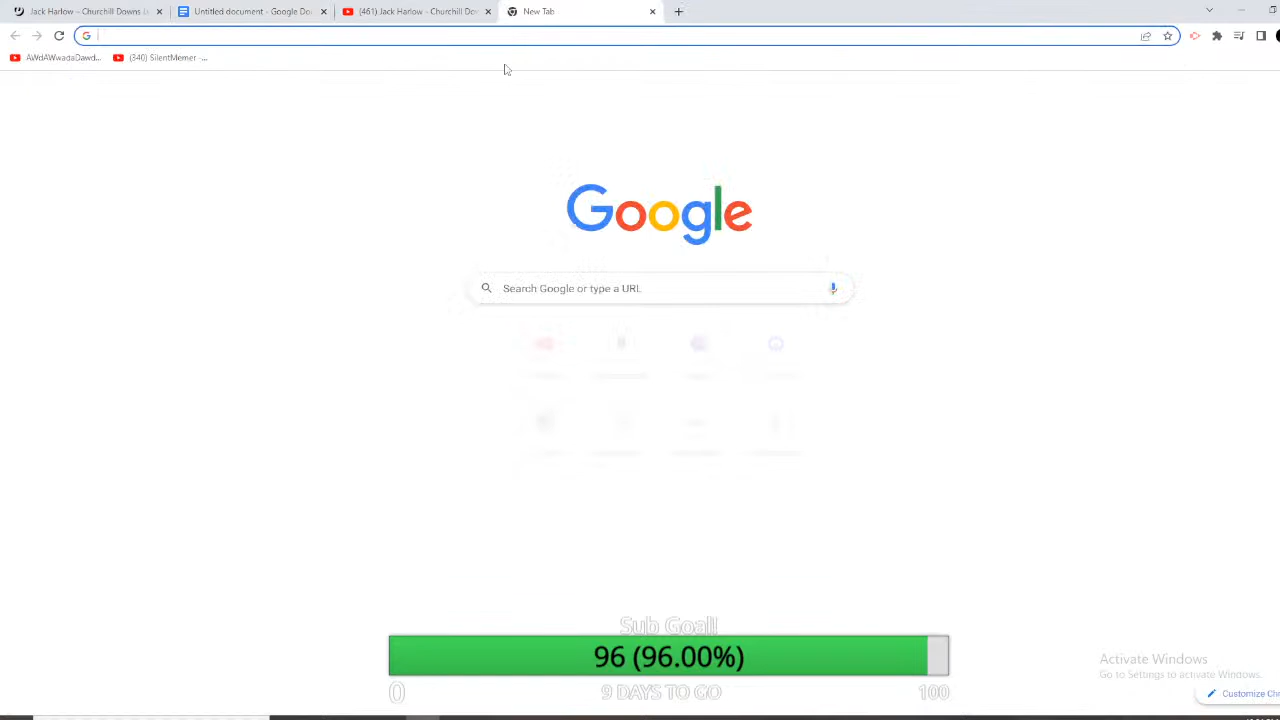 Jack Harlow – Churchill Downs L
Untitled document - Google Do
(461) Jack Harlow - Churchill Do
New Tab
AWdAWwadaDawd...
(340) SilentMemer -...
Google
Search Google or type a URL
Sub Goal!
96 (96.00%)
0
9 DAYS TO GO
100
Activate Windows
Go to Settings to activate Windows.
Customize Ch